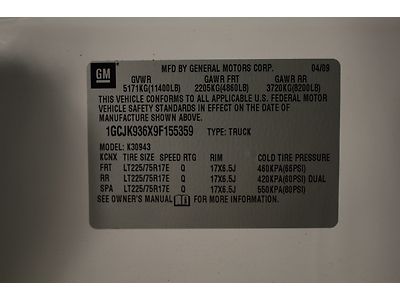 GM
MFD BY GENERAL MOTORS CORP. 04/09
GVWR GAWR FRT GAWR RR
5171KG(11400LB) 2205KG(4860LB) 3720KG(8200LB)
THIS VEHICLE CONFORMS TO ALL APPLICABLE U.S. FEDERAL MOTOR
VEHICLE SAFETY STANDARDS IN EFFECT ON THE DATE OF
MANUFACTURE SHOWN ABOVE.
1GCJK936X9F155359 TYPE: TRUCK
MODEL: K30943
KCNX TIRE SIZE SPEED RTG RIM COLD TIRE PRESSURE
FRT LT225/75R17E Q 17X6.5J 460KPA(65PSI)
RR LT225/75R17E Q 17X6.5J 420KPA(60PSI) DUAL
SPA LT225/75R17E Q 17X6.5J 550KPA(80PSI)
SEE OWNER'S MANUAL FOR MORE INFORMATION.